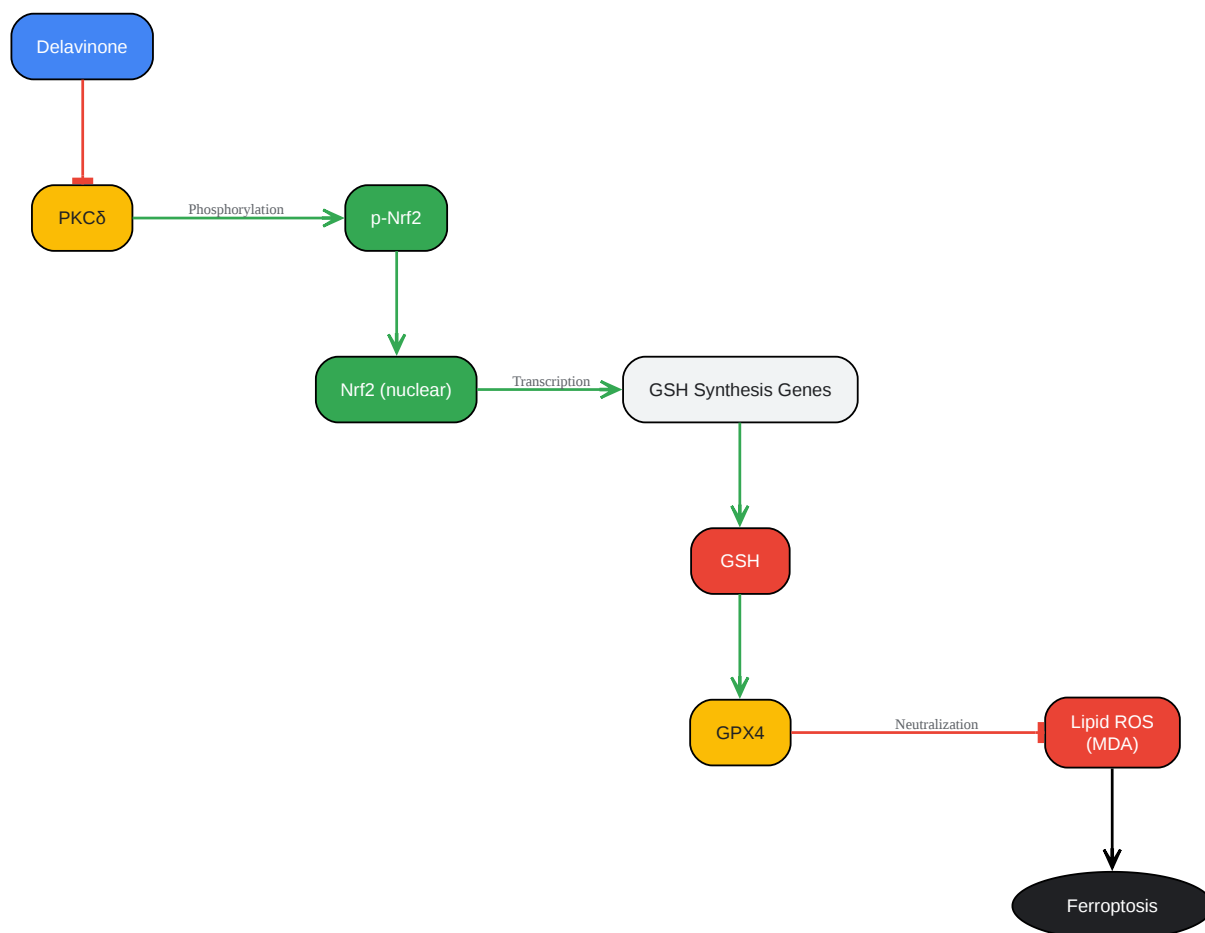 Delavinone
PKCδ
Phosphorylation
p-Nrf2
Nrf2 (nuclear)
Transcription
GSH Synthesis Genes
GSH
GPX4
Neutralization
Lipid ROS
(MDA)
Ferroptosis